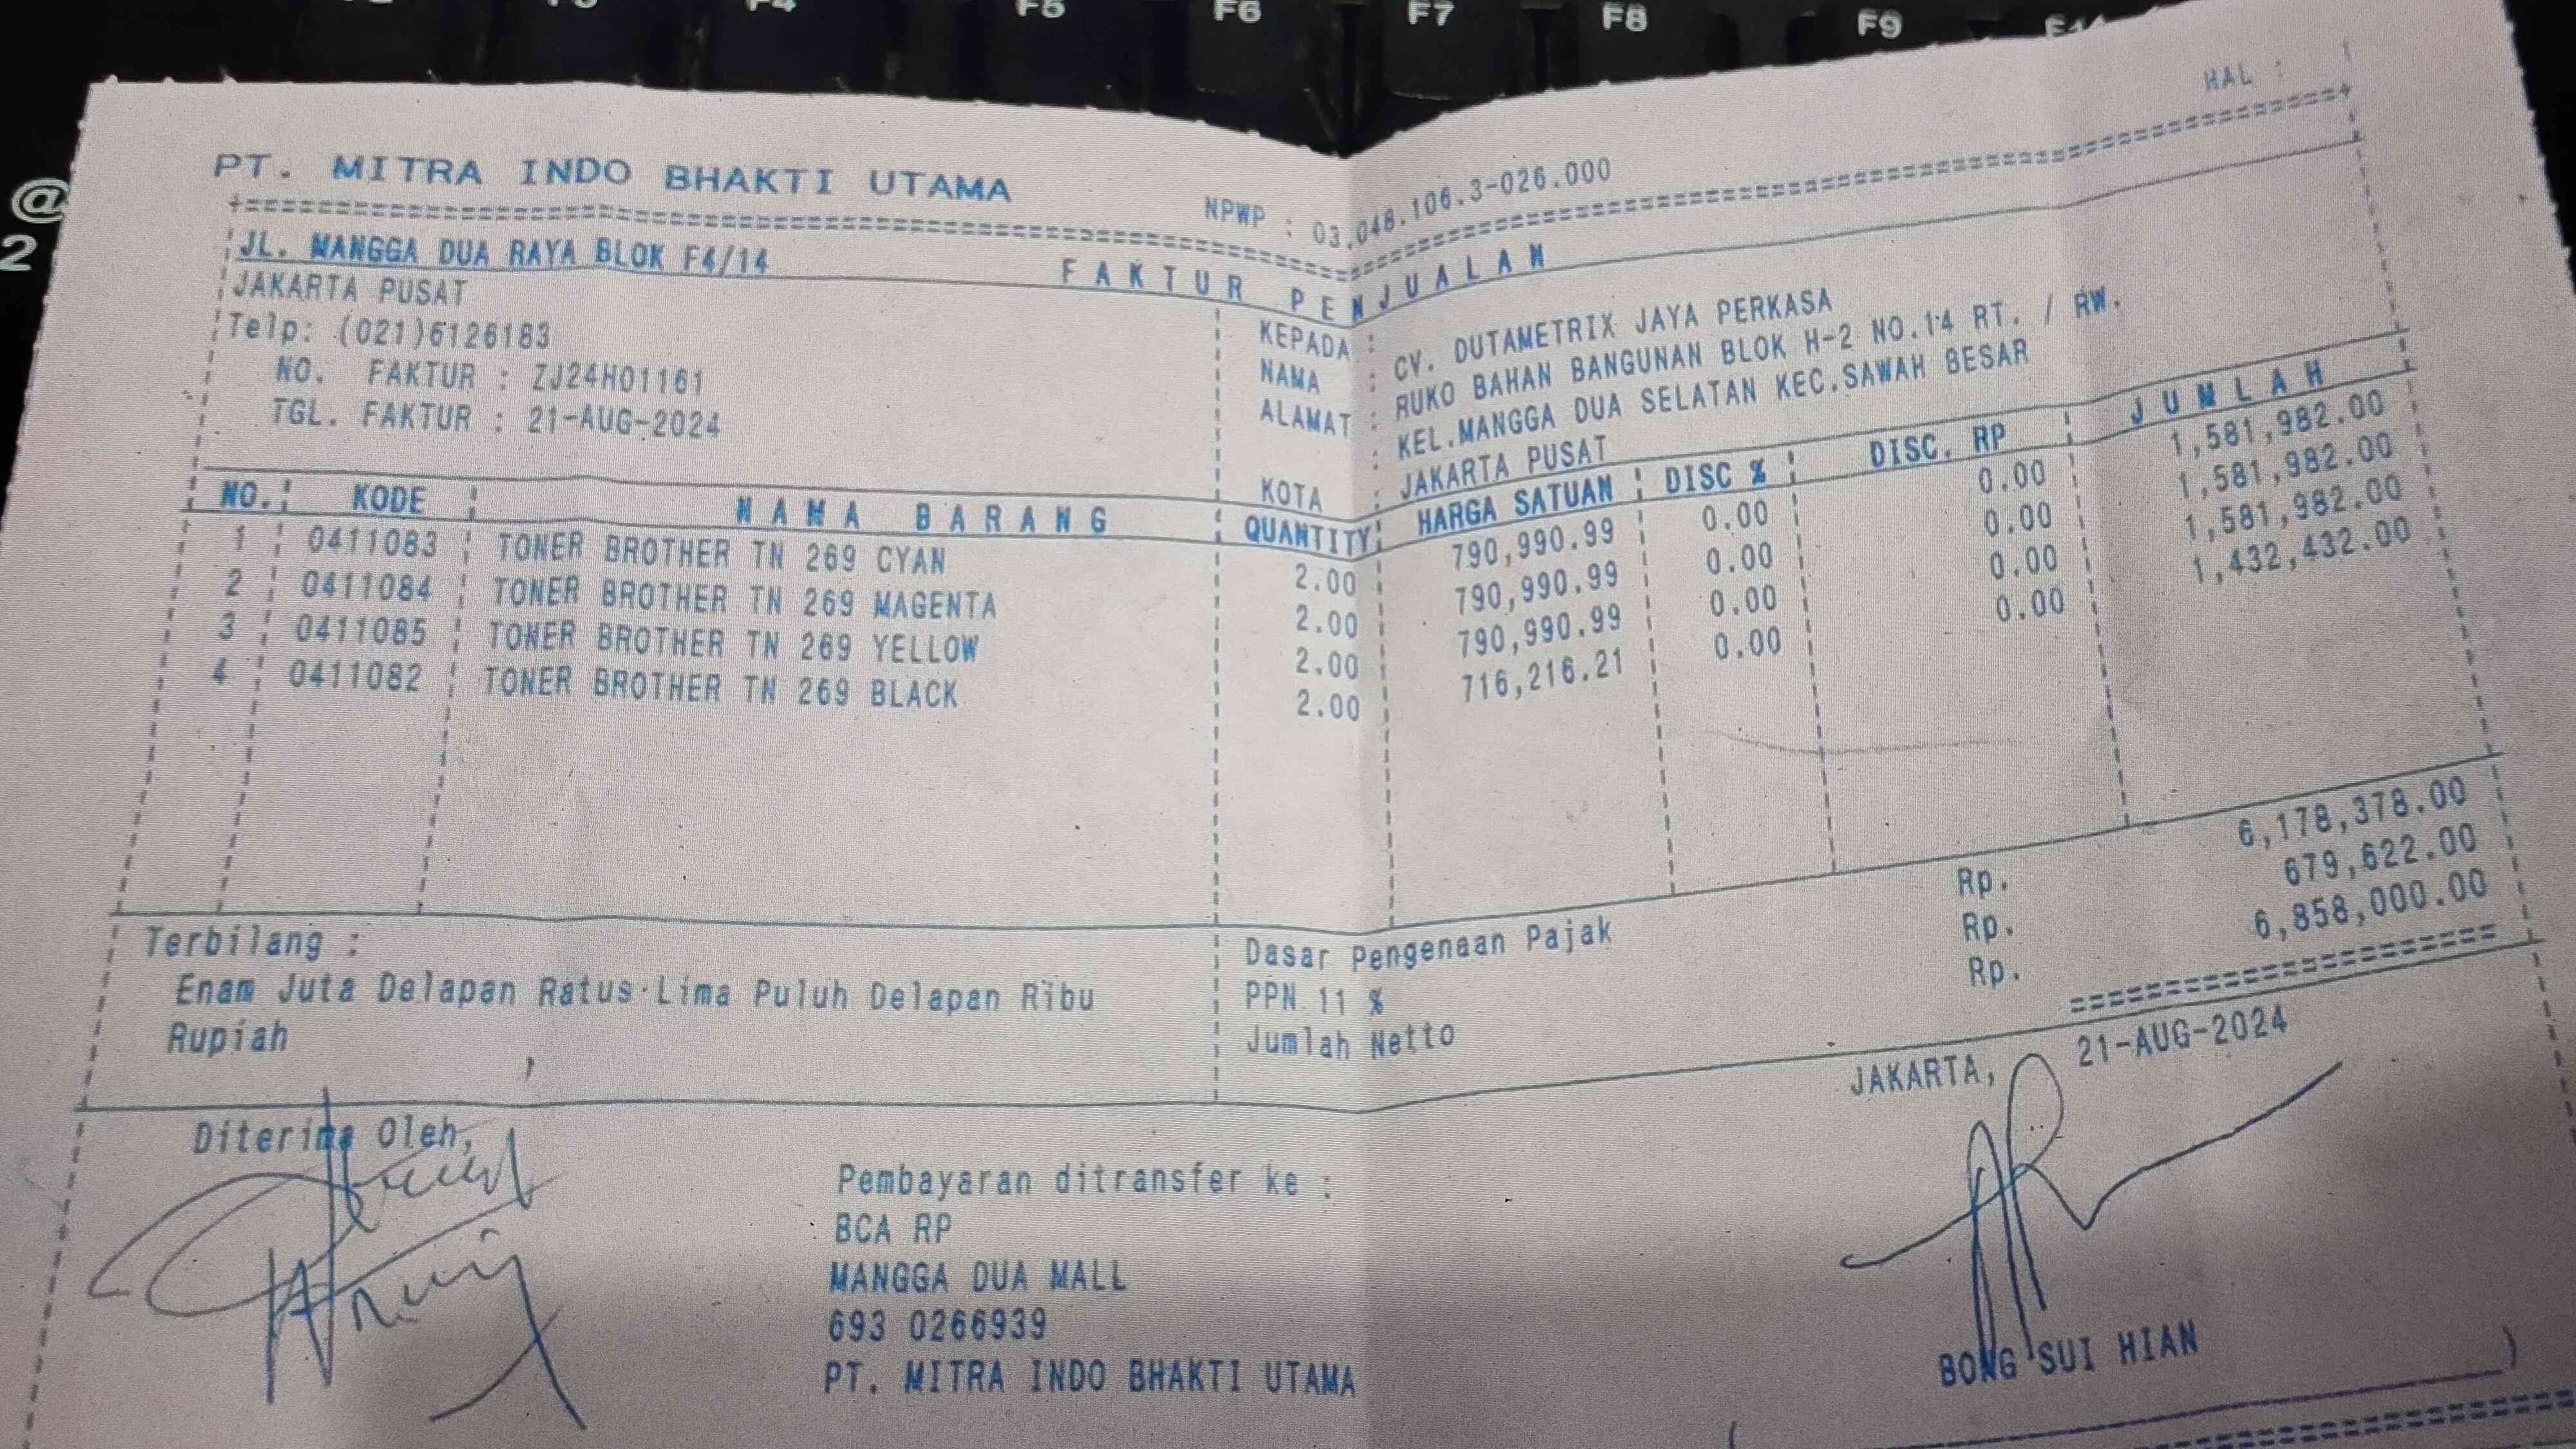 F5 F6 F7 F8 F9
@
2
HAL :
PT. MITRA INDO BHAKTI UTAMA
NPWP : 03.048.106.3-026.000
JL. MANGGA DUA RAYA BLOK F4/14
FAKTUR PENJUALAN
JAKARTA PUSAT
Telp: (021)6126183
NO. FAKTUR : ZJ24H01161
TGL. FAKTUR : 21-AUG-2024
KEPADA :
NAMA : CV. DUTAMETRIX JAYA PERKASA
ALAMAT : RUKO BAHAN BANGUNAN BLOK H-2 NO.14 RT. / RW.
: KEL.MANGGA DUA SELATAN KEC.SAWAH BESAR
KOTA : JAKARTA PUSAT
NO. KODE NAMA BARANG QUANTITY HARGA SATUAN DISC % DISC. RP JUMLAH
1 0411083 TONER BROTHER TN 269 CYAN 2.00 790,990.99 0.00 0.00 1,581,982.00
2 0411084 TONER BROTHER TN 269 MAGENTA 2.00 790,990.99 0.00 0.00 1,581,982.00
3 0411085 TONER BROTHER TN 269 YELLOW 2.00 790,990.99 0.00 0.00 1,581,982.00
4 0411082 TONER BROTHER TN 269 BLACK 2.00 716,216.21 0.00 0.00 1,432,432.00
Terbilang :
Enam Juta Delapan Ratus Lima Puluh Delapan Ribu
Rupiah
Dasar Pengenaan Pajak Rp. 6,178,378.00
PPN 11 % Rp. 679,622.00
Jumlah Netto Rp. 6,858,000.00
JAKARTA, 21-AUG-2024
Diterima Oleh,
Pembayaran ditransfer ke :
BCA RP
MANGGA DUA MALL
693 0266939
PT. MITRA INDO BHAKTI UTAMA
BONG SUI HIAN